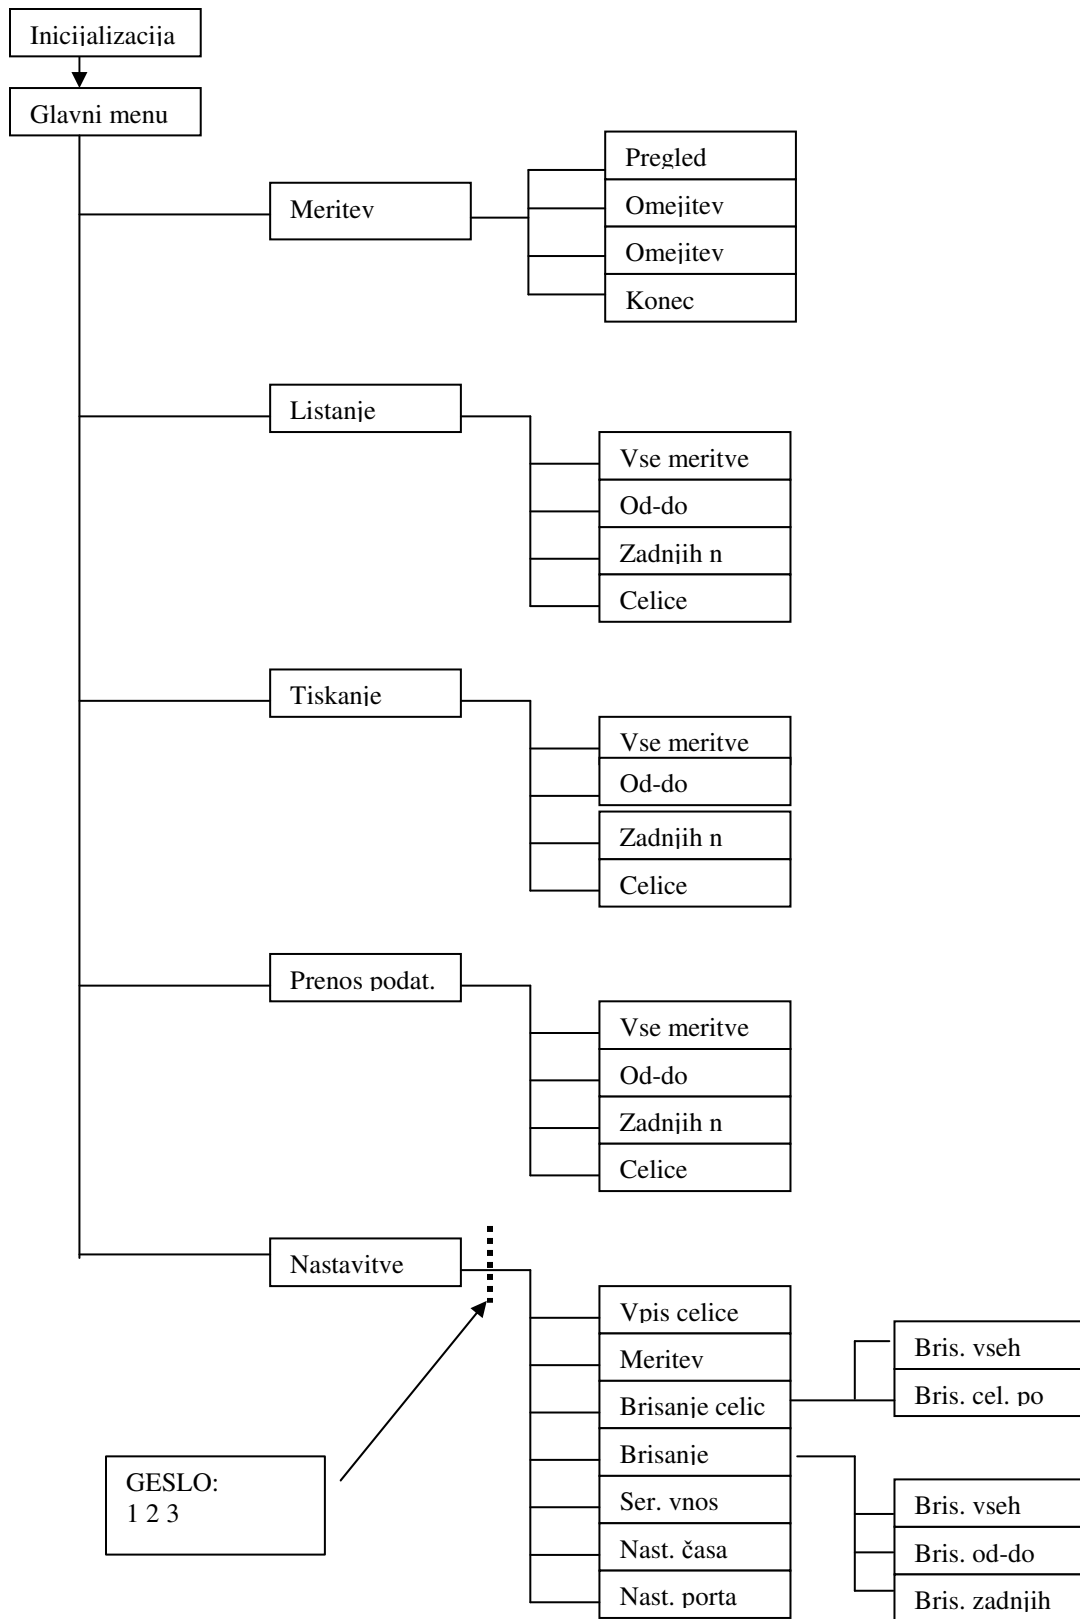 Inicijalizacija
Glavni menu
Meritev
Pregled
Omejitev
Omejitev
Konec
Listanje
Vse meritve
Od-do
Zadnjih n
Celice
Tiskanje
Vse meritve
Od-do
Zadnjih n
Celice
Prenos podat.
Vse meritve
Od-do
Zadnjih n
Celice
Nastavitve
Vpis celice
Meritev
Brisanje celic
Brisanje
Ser. vnos
Nast. časa
Nast. porta
Bris. vseh
Bris. cel. po
Bris. vseh
Bris. od-do
Bris. zadnjih
GESLO:
1 2 3